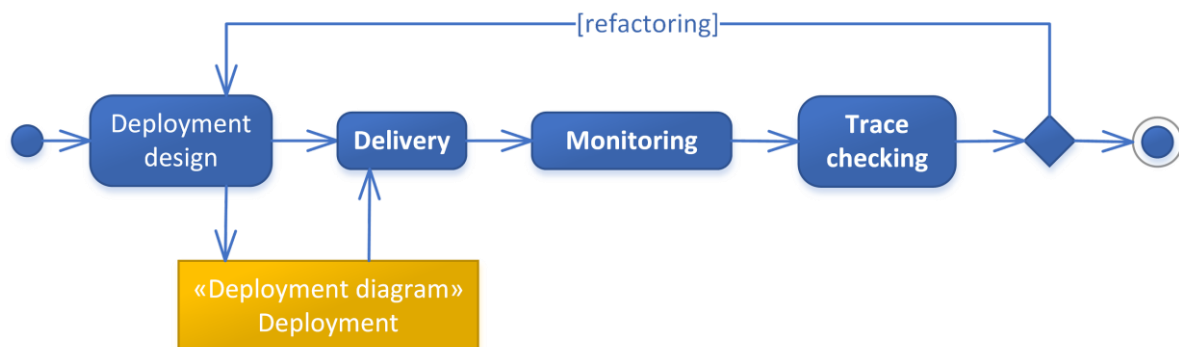 [refactoring]
Deployment
design
Delivery
Monitoring
Trace
checking
«Deployment diagram»
Deployment